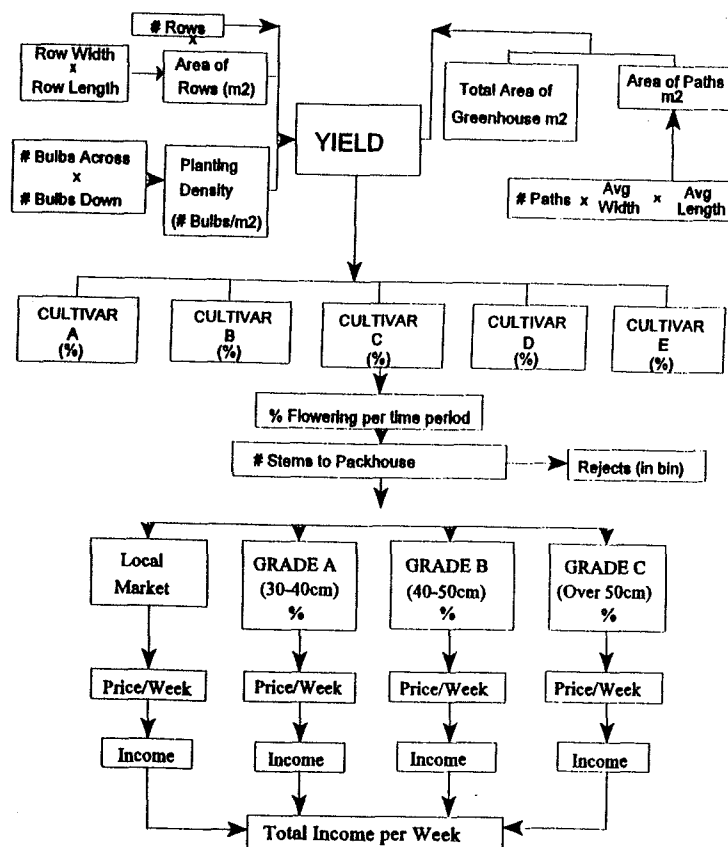 # Rows
x
Row Width
x
Row Length
Area of
Rows (m2)
# Bulbs Across
x
# Bulbs Down
Planting
Density
(# Bulbs/m2)
YIELD
Total Area of
Greenhouse m2
Area of Paths
m2
# Paths x Avg Width x Avg Length
CULTIVAR
A
(%)
CULTIVAR
B
(%)
CULTIVAR
C
(%)
CULTIVAR
D
(%)
CULTIVAR
E
(%)
% Flowering per time period
# Stems to Packhouse
Rejects (in bin)
Local
Market
GRADE A
(30-40cm)
%
GRADE B
(40-50cm)
%
GRADE C
(Over 50cm)
%
Price/Week
Price/Week
Price/Week
Price/Week
Income
Income
Income
Income
Total Income per Week